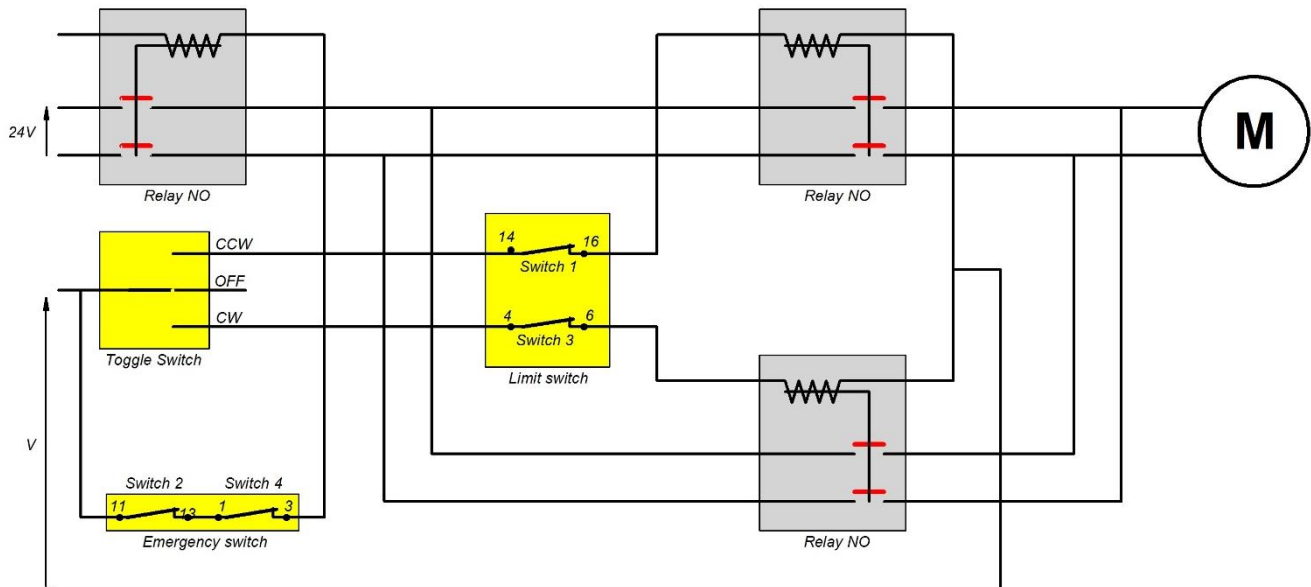 24V
Relay NO
Relay NO
M
CCW
OFF
CW
Toggle Switch
14
16
Switch 1
4
6
Switch 3
Limit switch
V
Switch 2
Switch 4
11
13
1
3
Emergency switch
Relay NO